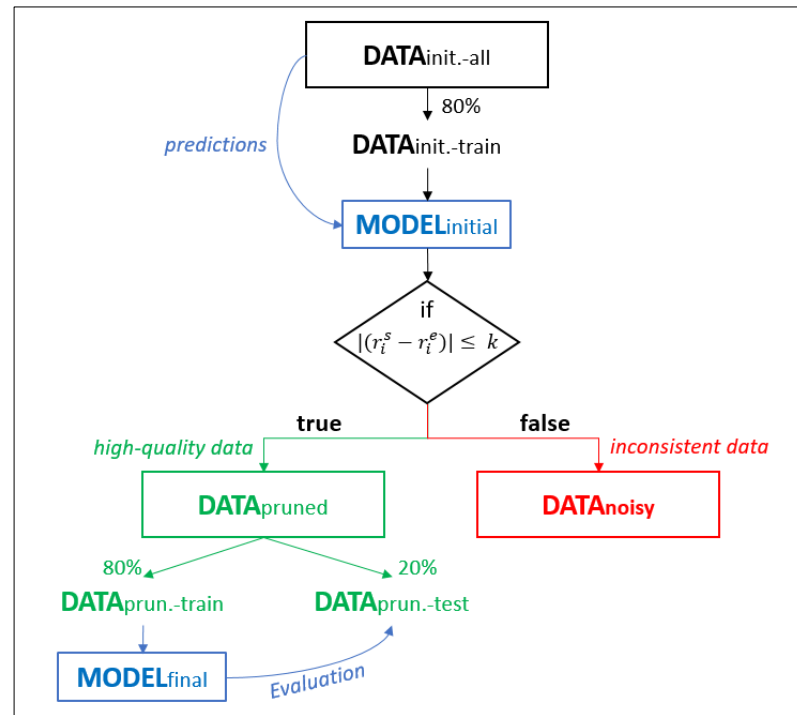 DATAinit.-all
80%
predictions
DATAinit.-train
MODELinitial
if
|(r_i^s − r_i^e)| ≤ k
true
false
high-quality data
inconsistent data
DATApruned
DATAnoisy
80%
20%
DATAprun.-train
DATAprun.-test
MODELfinal
Evaluation